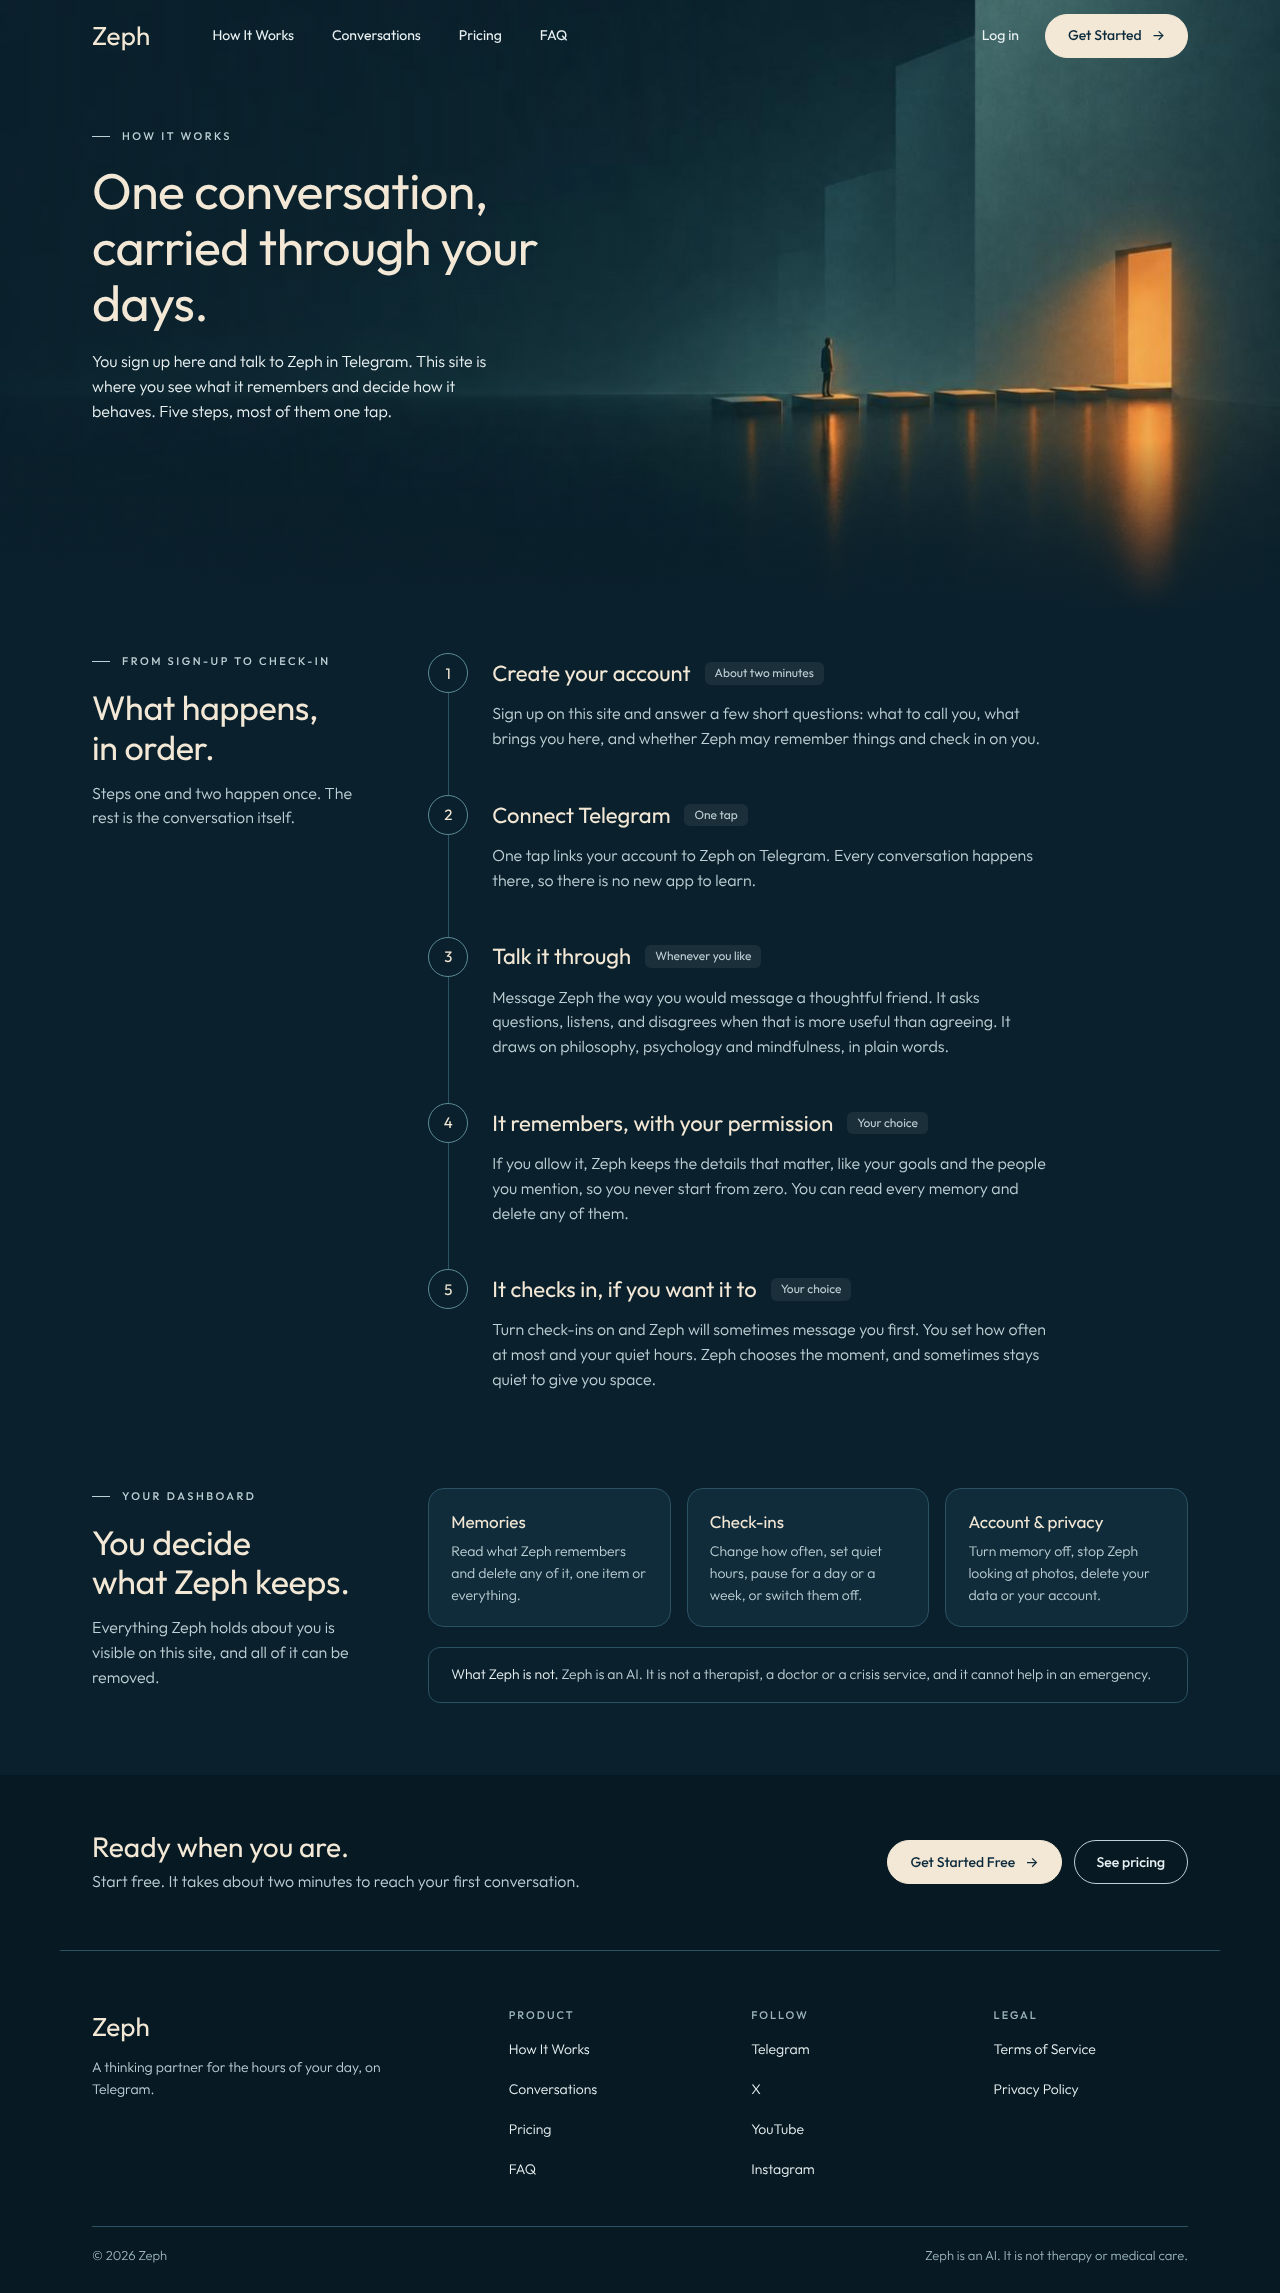 Zeph
How It Works
Conversations
Pricing
FAQ
Log in
Get Started →
HOW IT WORKS
One conversation,
carried through your
days.
You sign up here and talk to Zeph in Telegram. This site is
where you see what it remembers and decide how it
behaves. Five steps, most of them one tap.
FROM SIGN-UP TO CHECK-IN
What happens,
in order.
Steps one and two happen once. The
rest is the conversation itself.
1
Create your account
About two minutes
Sign up on this site and answer a few short questions: what to call you, what
brings you here, and whether Zeph may remember things and check in on you.
2
Connect Telegram
One tap
One tap links your account to Zeph on Telegram. Every conversation happens
there, so there is no new app to learn.
3
Talk it through
Whenever you like
Message Zeph the way you would message a thoughtful friend. It asks
questions, listens, and disagrees when that is more useful than agreeing. It
draws on philosophy, psychology and mindfulness, in plain words.
4
It remembers, with your permission
Your choice
If you allow it, Zeph keeps the details that matter, like your goals and the people
you mention, so you never start from zero. You can read every memory and
delete any of them.
5
It checks in, if you want it to
Your choice
Turn check-ins on and Zeph will sometimes message you first. You set how often
at most and your quiet hours. Zeph chooses the moment, and sometimes stays
quiet to give you space.
YOUR DASHBOARD
You decide
what Zeph keeps.
Everything Zeph holds about you is
visible on this site, and all of it can be
removed.
Memories
Read what Zeph remembers
and delete any of it, one item or
everything.
Check-ins
Change how often, set quiet
hours, pause for a day or a
week, or switch them off.
Account & privacy
Turn memory off, stop Zeph
looking at photos, delete your
data or your account.
What Zeph is not. Zeph is an AI. It is not a therapist, a doctor or a crisis service, and it cannot help in an emergency.
Ready when you are.
Start free. It takes about two minutes to reach your first conversation.
Get Started Free →
See pricing
Zeph
A thinking partner for the hours of your day, on
Telegram.
PRODUCT
How It Works
Conversations
Pricing
FAQ
FOLLOW
Telegram
X
YouTube
Instagram
LEGAL
Terms of Service
Privacy Policy
© 2026 Zeph
Zeph is an AI. It is not therapy or medical care.